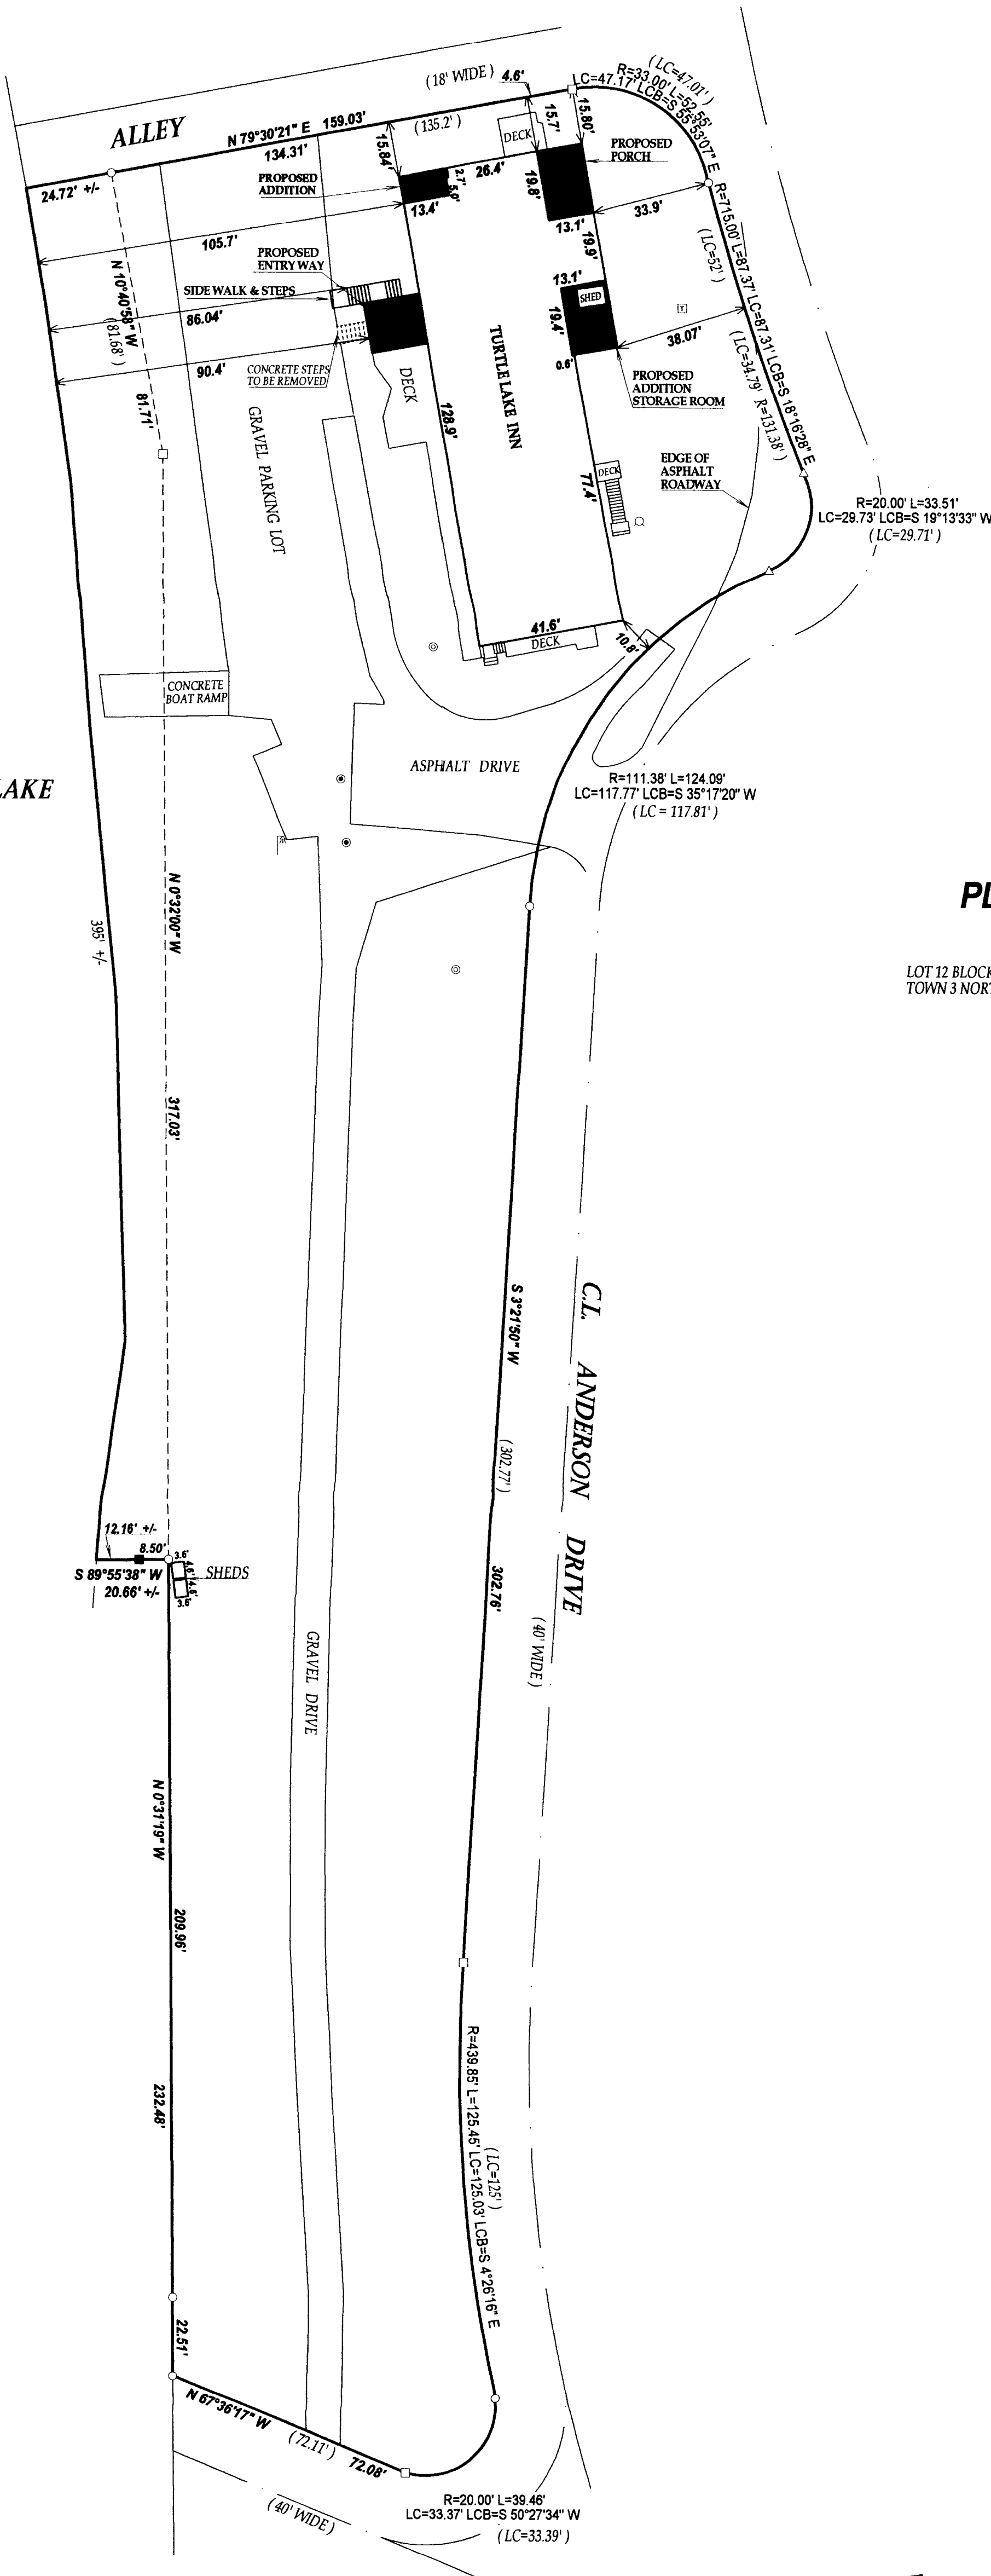 ( LC=47.01' )
R=33.00' L=52.55'
LC=47.17' LCB=S 55°53'07" E
( 18' WIDE )
4.6'
ALLEY
N 79°30'21" E 159.03'
134.31'
( 135.2' )
15.84'
15.7'
15.80'
DECK
PROPOSED
PORCH
PROPOSED
ADDITION
2.7'
5.0'
26.4'
19.8'
24.72' +/-
13.4'
13.1'
33.9'
105.7'
19.9'
R=715.00' L=87.37' LC=87.31' LCB=S 18°16'28" E
( LC=52' )
( LC=34.79' R=131.38' )
PROPOSED
ENTRY WAY
SIDE WALK & STEPS
N 10°40'58" W
( 81.68' )
81.71'
86.04'
13.1'
SHED
19.4'
T
38.07'
0.6'
90.4'
CONCRETE STEPS
TO BE REMOVED
DECK
TURTLE LAKE INN
PROPOSED
ADDITION
STORAGE ROOM
128.9'
GRAVEL PARKING LOT
EDGE OF
ASPHALT
ROADWAY
DECK
77.4'
R=20.00' L=33.51'
LC=29.73' LCB=S 19°13'33" W
( LC=29.71' )
41.6'
DECK
10.8'
CONCRETE
BOAT RAMP
LAKE
ASPHALT DRIVE
R=111.38' L=124.09'
LC=117.77' LCB=S 35°17'20" W
( LC = 117.81' )
N 0°32'00" W
395' +/-
PL
LOT 12 BLOCK
TOWN 3 NORT
317.03'
S 3°21'50" W
C.L. ANDERSON DRIVE
( 302.77' )
302.76'
( 40' WIDE )
12.16' +/-
8.50'
S 89°55'38" W
20.66' +/-
3.6'
4.6'
4.6'
3.6'
SHEDS
GRAVEL DRIVE
N 0°31'19" W
209.96'
232.48'
R=439.85' L=125.45' LC=125.03' LCB=S 4°26'16" E
( LC=125' )
22.51'
N 67°36'17" W
( 72.11' )
72.08'
R=20.00' L=39.46'
LC=33.37' LCB=S 50°27'34" W
( LC=33.39' )
( 40' WIDE )